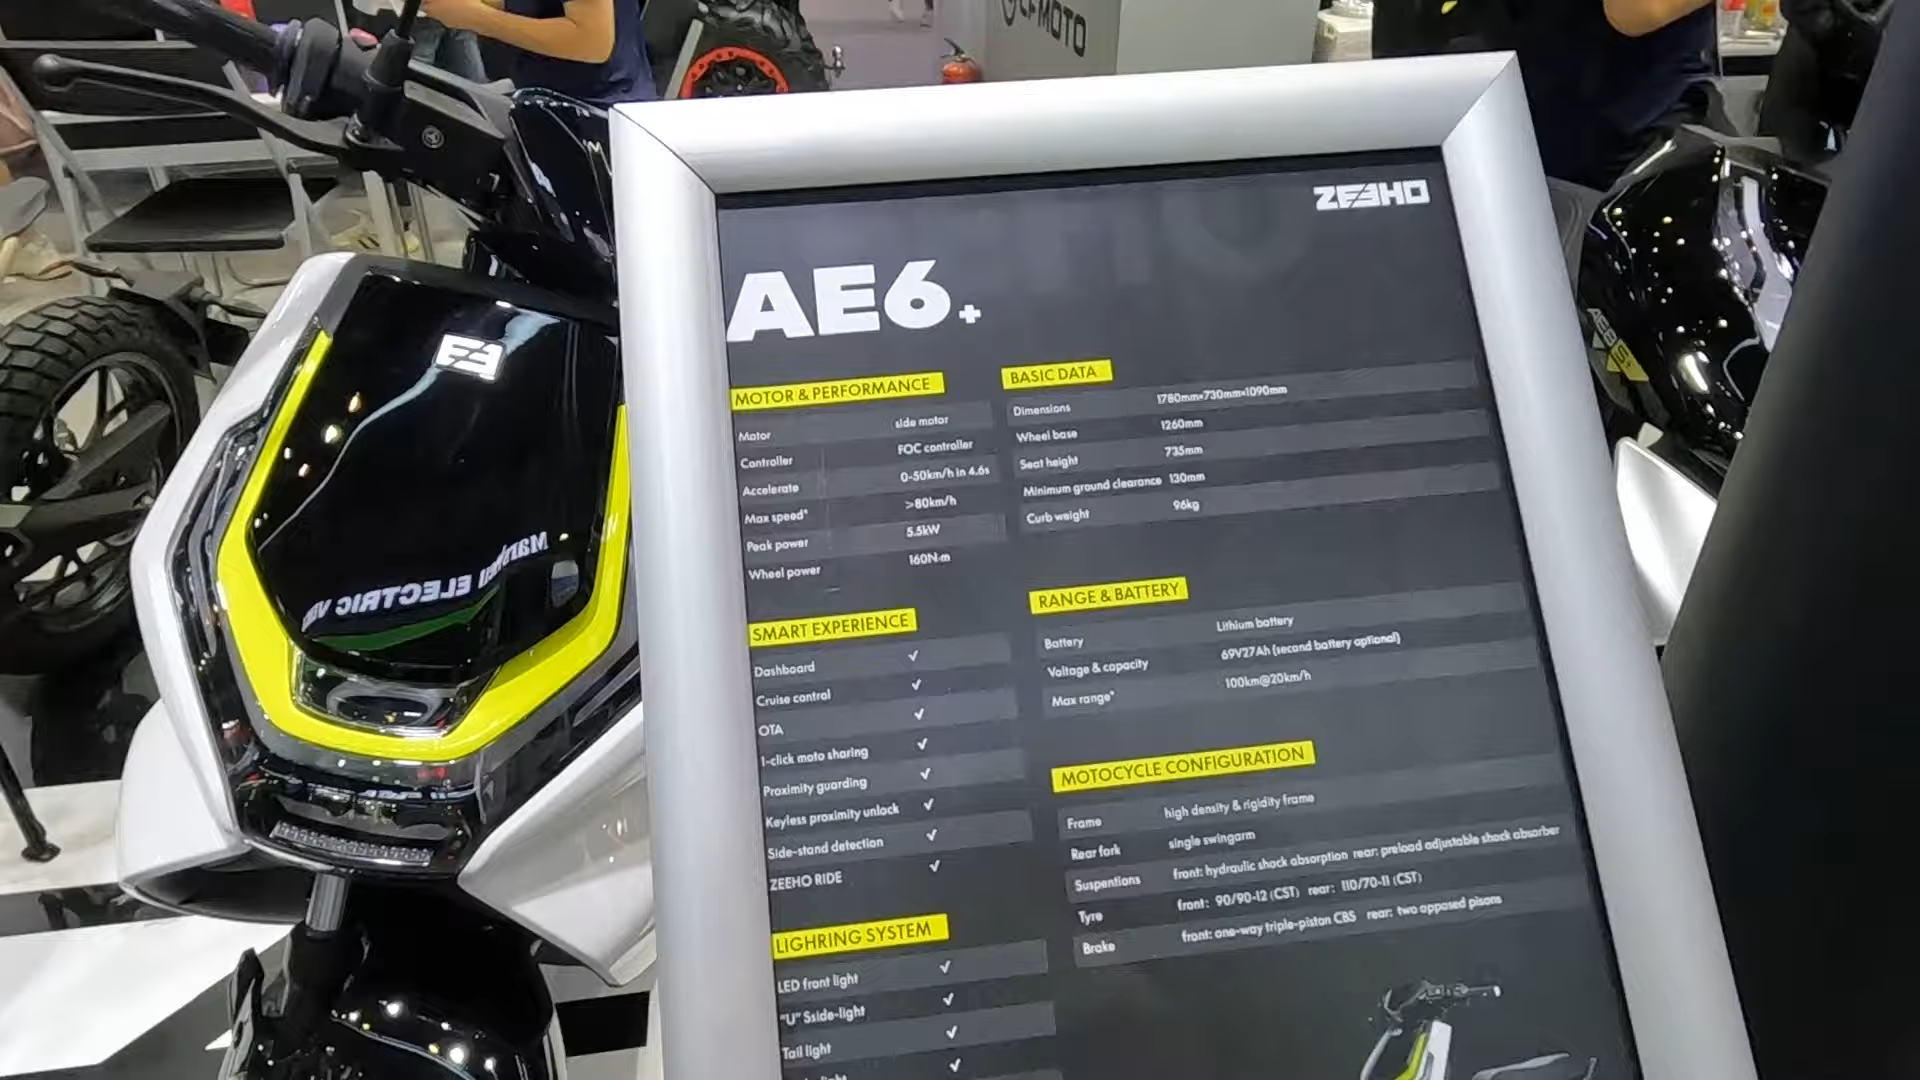 CFMOTO
ZEEHO
AE6+
MOTOR & PERFORMANCE
Motor side motor
Controller FOC controller
Accelerate 0-50km/h in 4.6s
Max speed* >80km/h
Peak power 5.5kW
Wheel power 160N·m
BASIC DATA
Dimensions 1780mm×730mm×1090mm
Wheel base 1260mm
Seat height 735mm
Minimum ground clearance 130mm
Curb weight 96kg
SMART EXPERIENCE
Dashboard ✓
Cruise control ✓
OTA ✓
1-click moto sharing ✓
Proximity guarding ✓
Keyless proximity unlock ✓
Side-stand detection ✓
ZEEHO RIDE ✓
RANGE & BATTERY
Battery Lithium battery
Voltage & capacity 69V27Ah (second battery optional)
Max range* 100km@20km/h
MOTOCYCLE CONFIGURATION
Frame high density & rigidity frame
Rear fork single swingarm
Suspentions front: hydraulic shock absorption rear: preload adjustable shock absorber
Tyre front: 90/90-12 (CST) rear: 110/70-11 (CST)
Brake front: one-way triple-piston CBS rear: two opposed pisons
LIGHRING SYSTEM
LED front light ✓
"U" Sside-light ✓
Tail light ✓
light ✓
AE8 S+
ELECTRIC